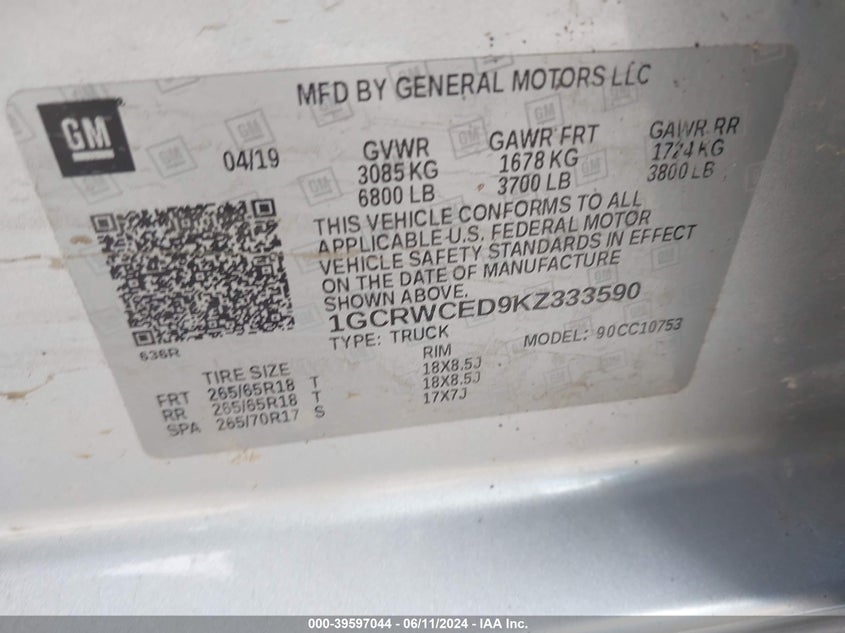 MFD BY GENERAL MOTORS LLC
GM
04/19
GVWR GAWR FRT GAWR RR
3085 KG 1678 KG 1724 KG
6800 LB 3700 LB 3800 LB
THIS VEHICLE CONFORMS TO ALL
APPLICABLE U.S. FEDERAL MOTOR
VEHICLE SAFETY STANDARDS IN EFFECT
ON THE DATE OF MANUFACTURE
SHOWN ABOVE.
1GCRWCED9KZ333590
TYPE: TRUCK MODEL: 90CC10753
636R
TIRE SIZE RIM
FRT 265/65R18 T 18X8.5J
RR 265/65R18 T 18X8.5J
SPA 265/70R17 S 17X7J
000-39597044 - 06/11/2024 - IAA Inc.